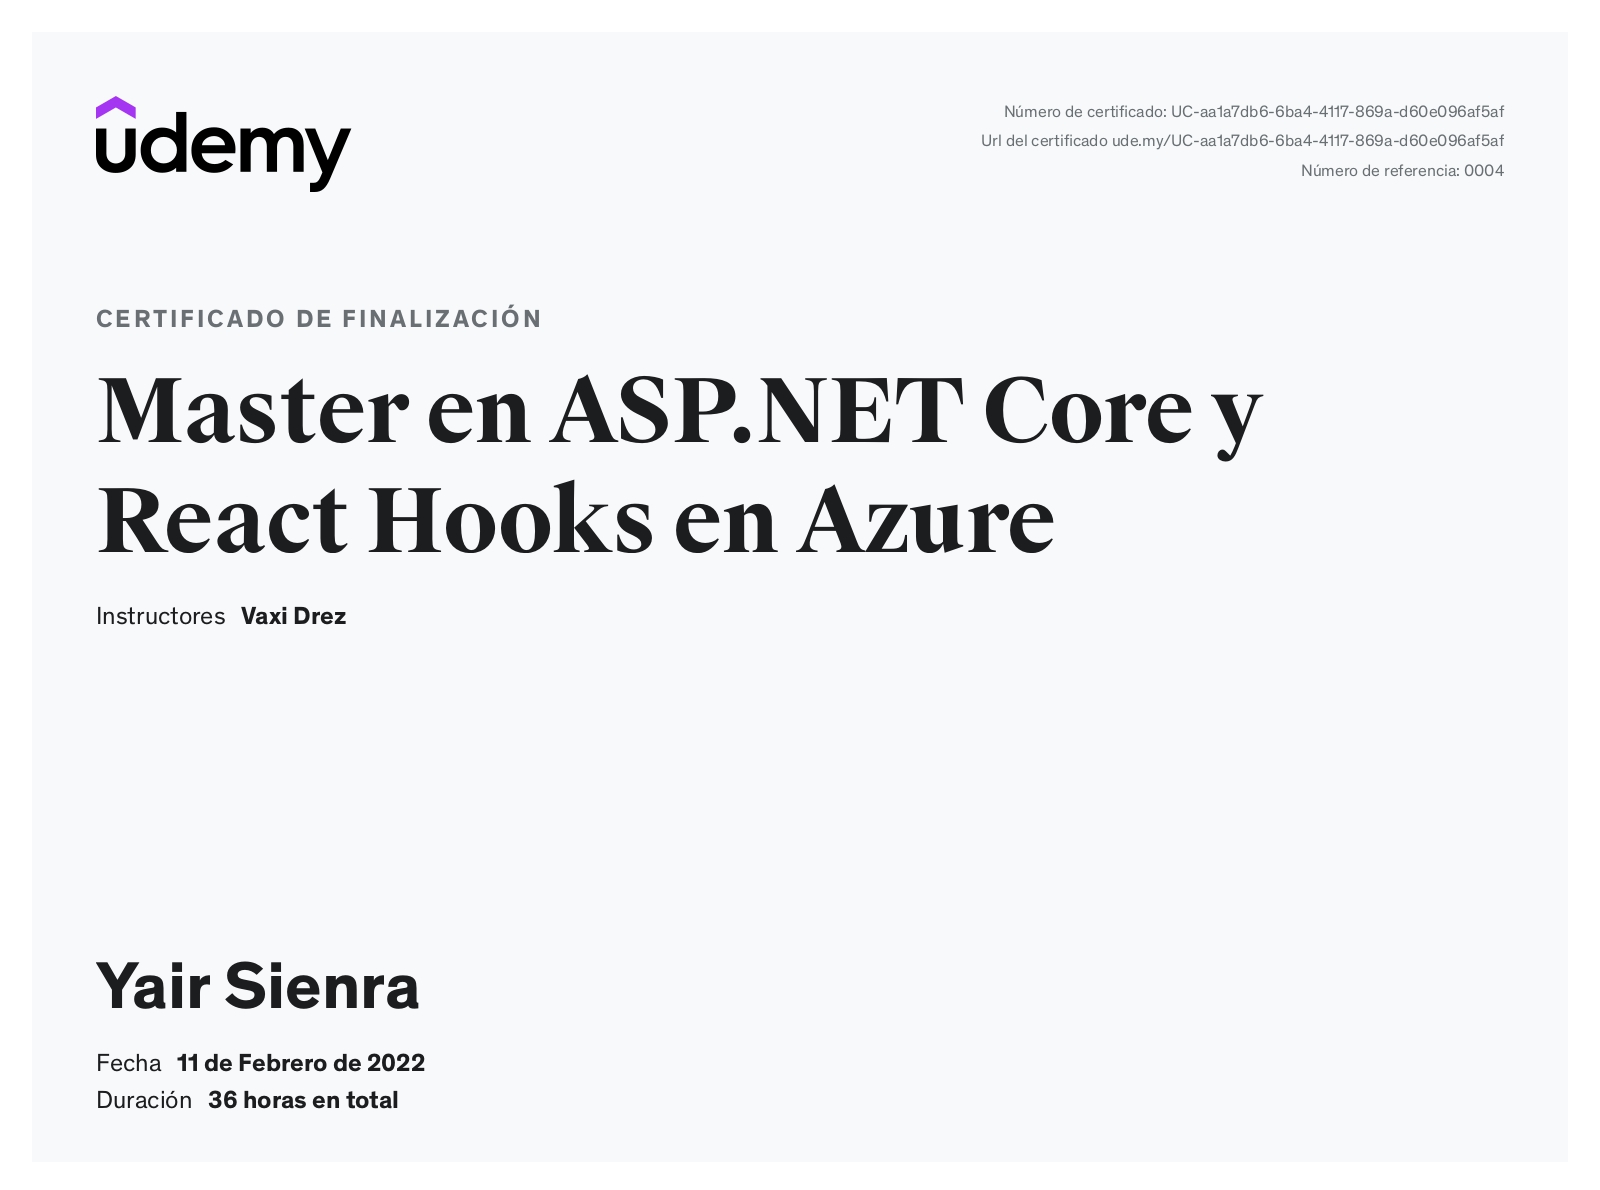 udemy
Número de certificado: UC-aa1a7db6-6ba4-4117-869a-d60e096af5af
Url del certificado ude.my/UC-aa1a7db6-6ba4-4117-869a-d60e096af5af
Número de referencia: 0004
CERTIFICADO DE FINALIZACIÓN
Master en ASP.NET Core y
React Hooks en Azure
Instructores Vaxi Drez
Yair Sienra
Fecha 11 de Febrero de 2022
Duración 36 horas en total